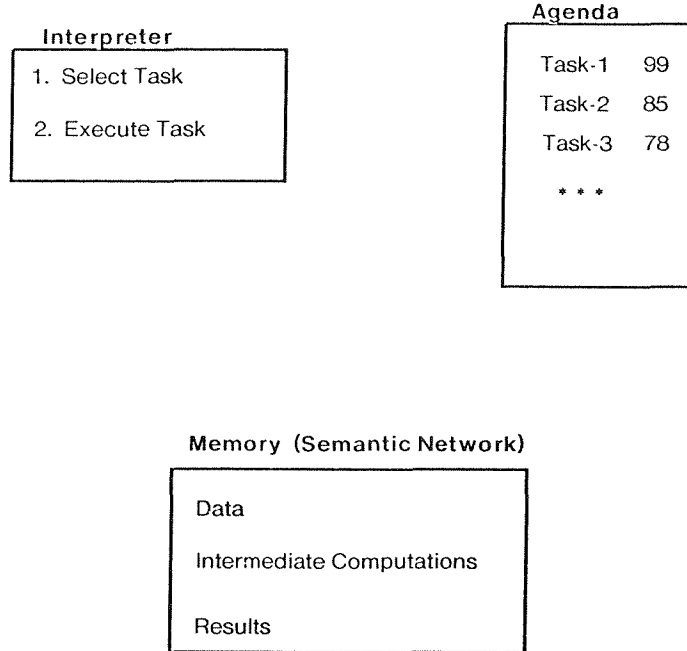 Interpreter
1. Select Task
2. Execute Task
Agenda
Task-1 99
Task-2 85
Task-3 78
* * *
Memory (Semantic Network)
Data
Intermediate Computations
Results